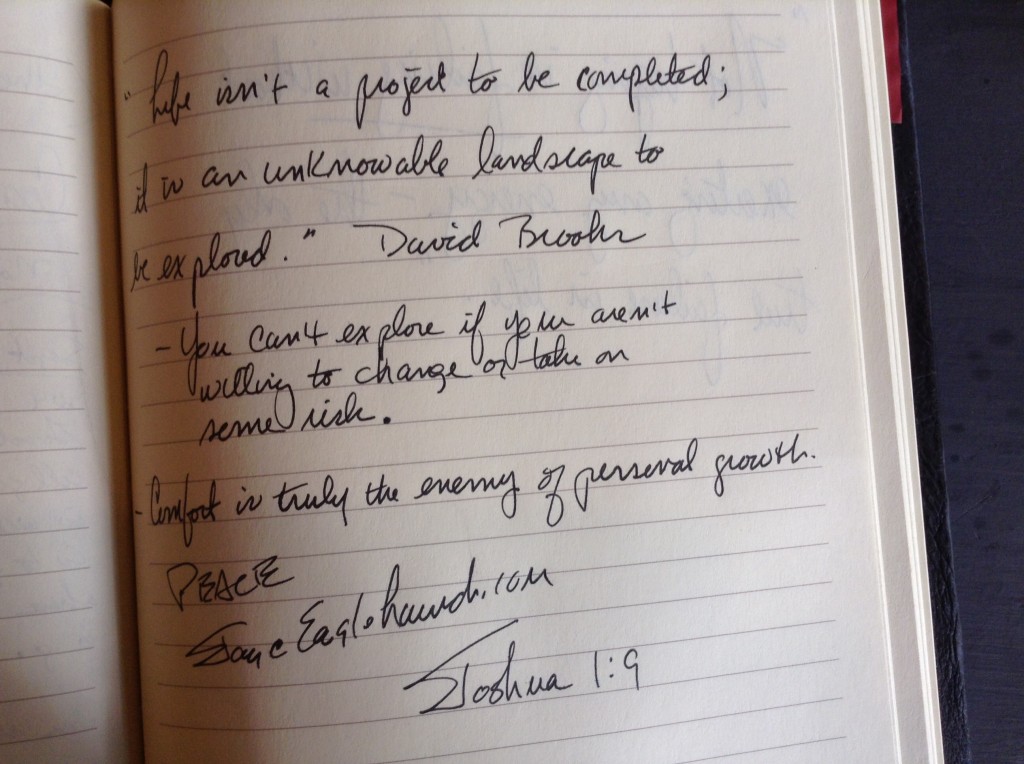 "Life isn't a project to be completed;
it is an unknowable landscape to
be explored." David Brooks
- You can't explore if you aren't
willing to change or take on
some risk.
- Comfort is truly the enemy of personal growth.
PEACE
Joshua 1:9